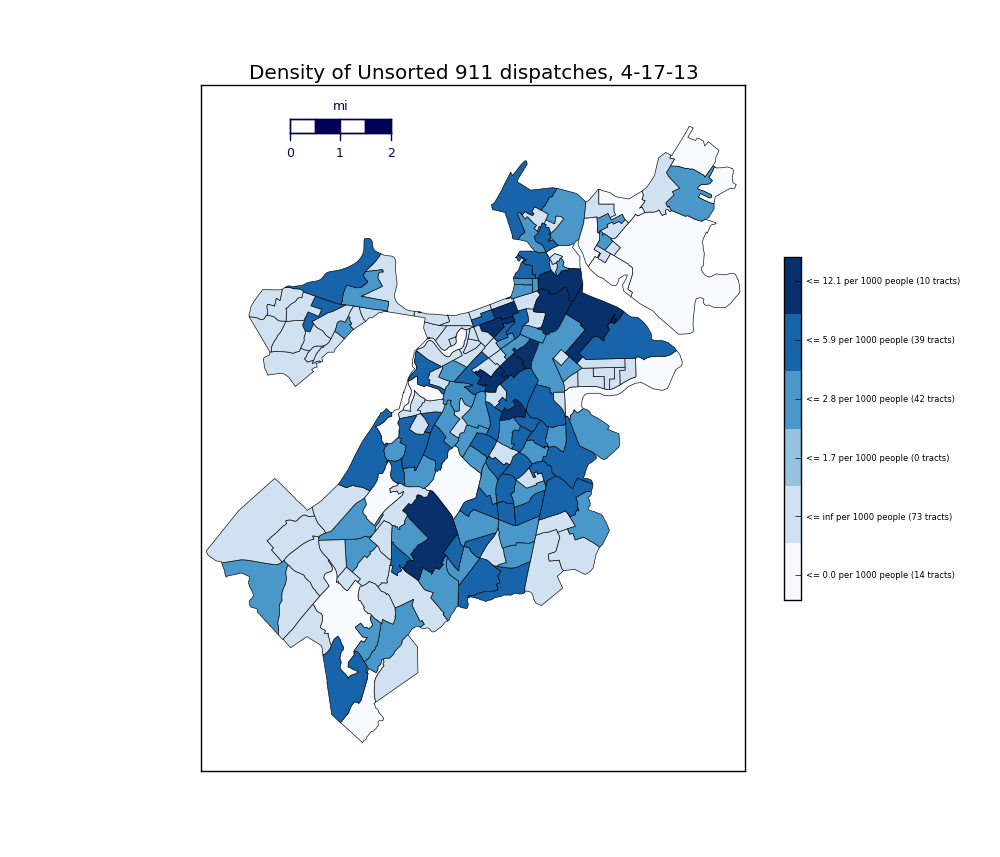 Density of Unsorted 911 dispatches, 4-17-13
mi
0 1 2
<= 12.1 per 1000 people (10 tracts)
<= 5.9 per 1000 people (39 tracts)
<= 2.8 per 1000 people (42 tracts)
<= 1.7 per 1000 people (0 tracts)
<= inf per 1000 people (73 tracts)
<= 0.0 per 1000 people (14 tracts)